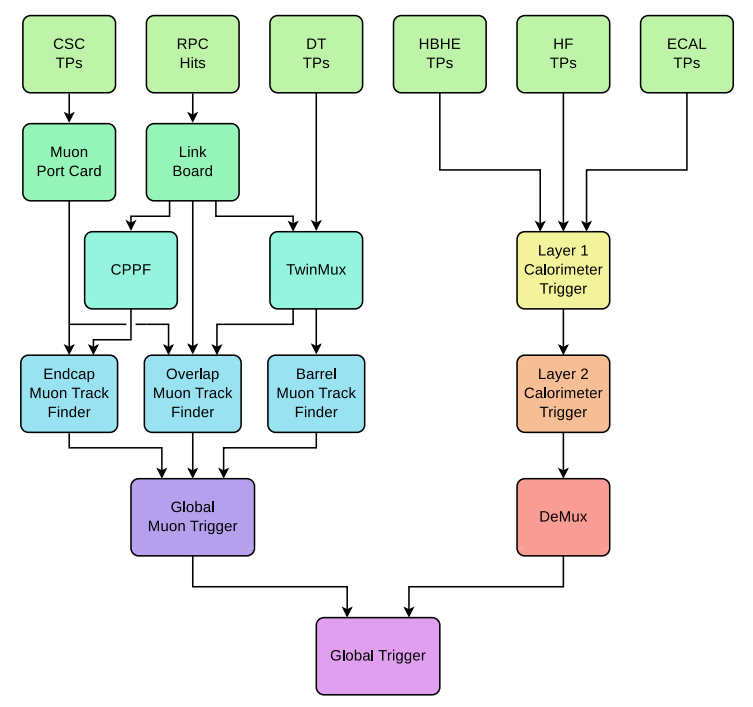 CSC
TPs
RPC
Hits
DT
TPs
HBHE
TPs
HF
TPs
ECAL
TPs
Muon
Port Card
Link
Board
CPPF
TwinMux
Layer 1
Calorimeter
Trigger
Endcap
Muon Track
Finder
Overlap
Muon Track
Finder
Barrel
Muon Track
Finder
Layer 2
Calorimeter
Trigger
Global
Muon Trigger
DeMux
Global Trigger